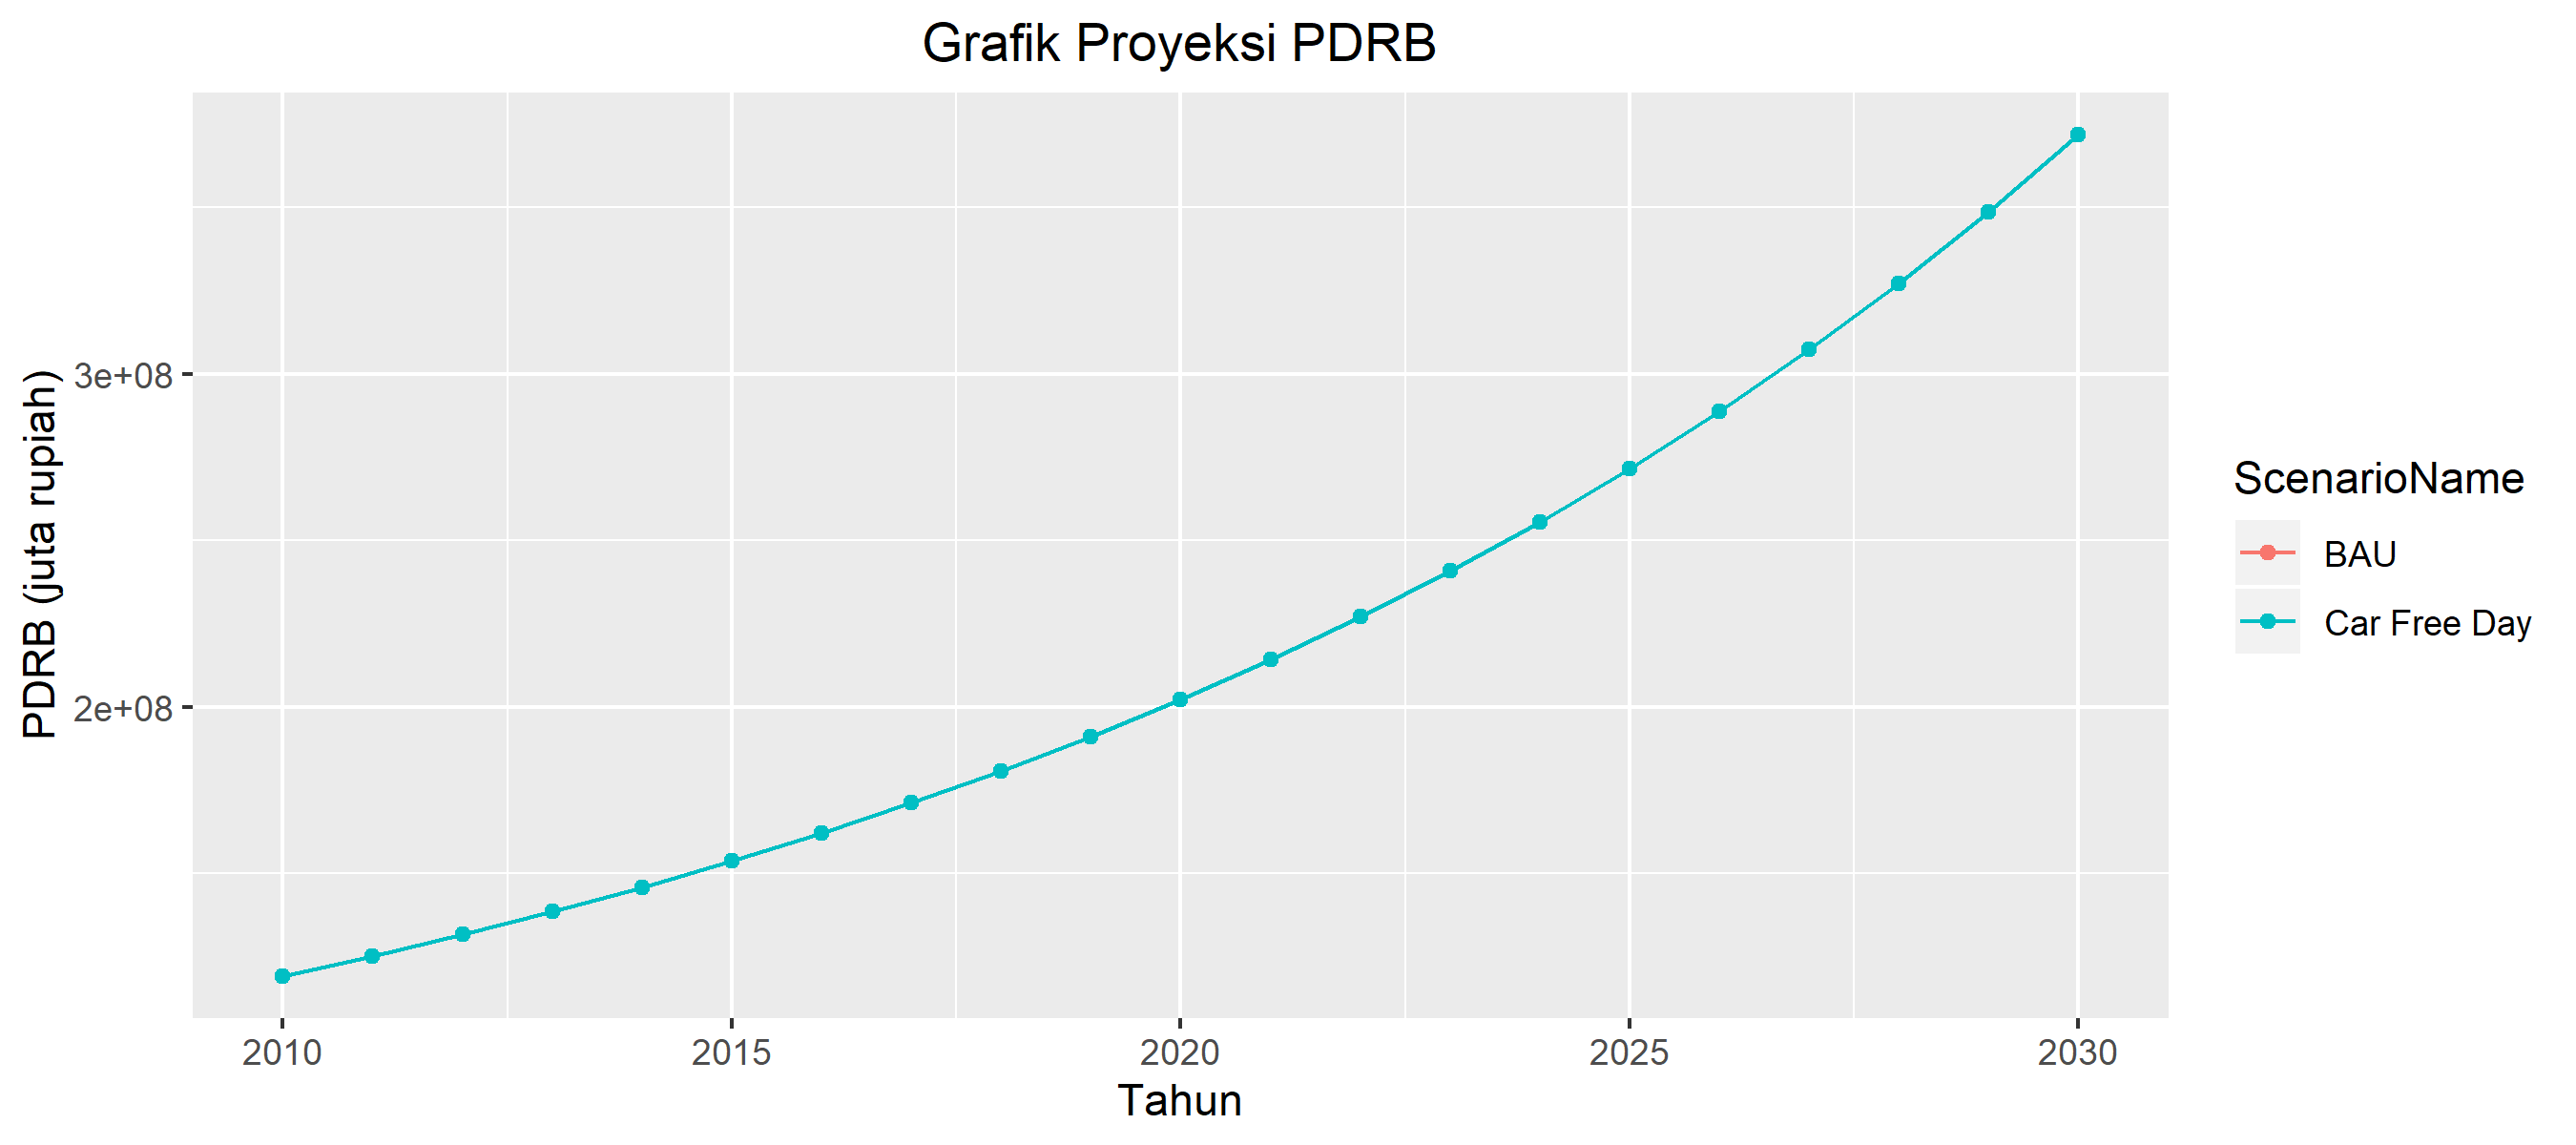 Grafik Proyeksi PDRB
PDRB (juta rupiah)
3e+08
2e+08
2010
2015
2020
2025
2030
Tahun
ScenarioName
BAU
Car Free Day